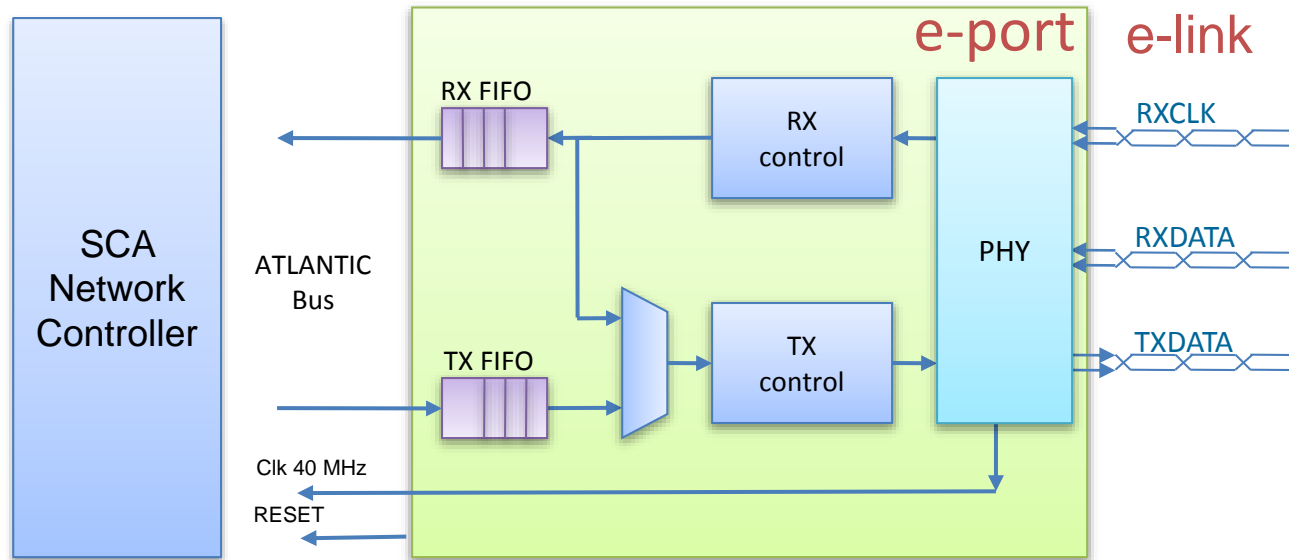 e-port
e-link
RX FIFO
RX
control
RXCLK
SCA
Network
Controller
ATLANTIC
Bus
PHY
RXDATA
TX FIFO
TX
control
TXDATA
Clk 40 MHz
RESET